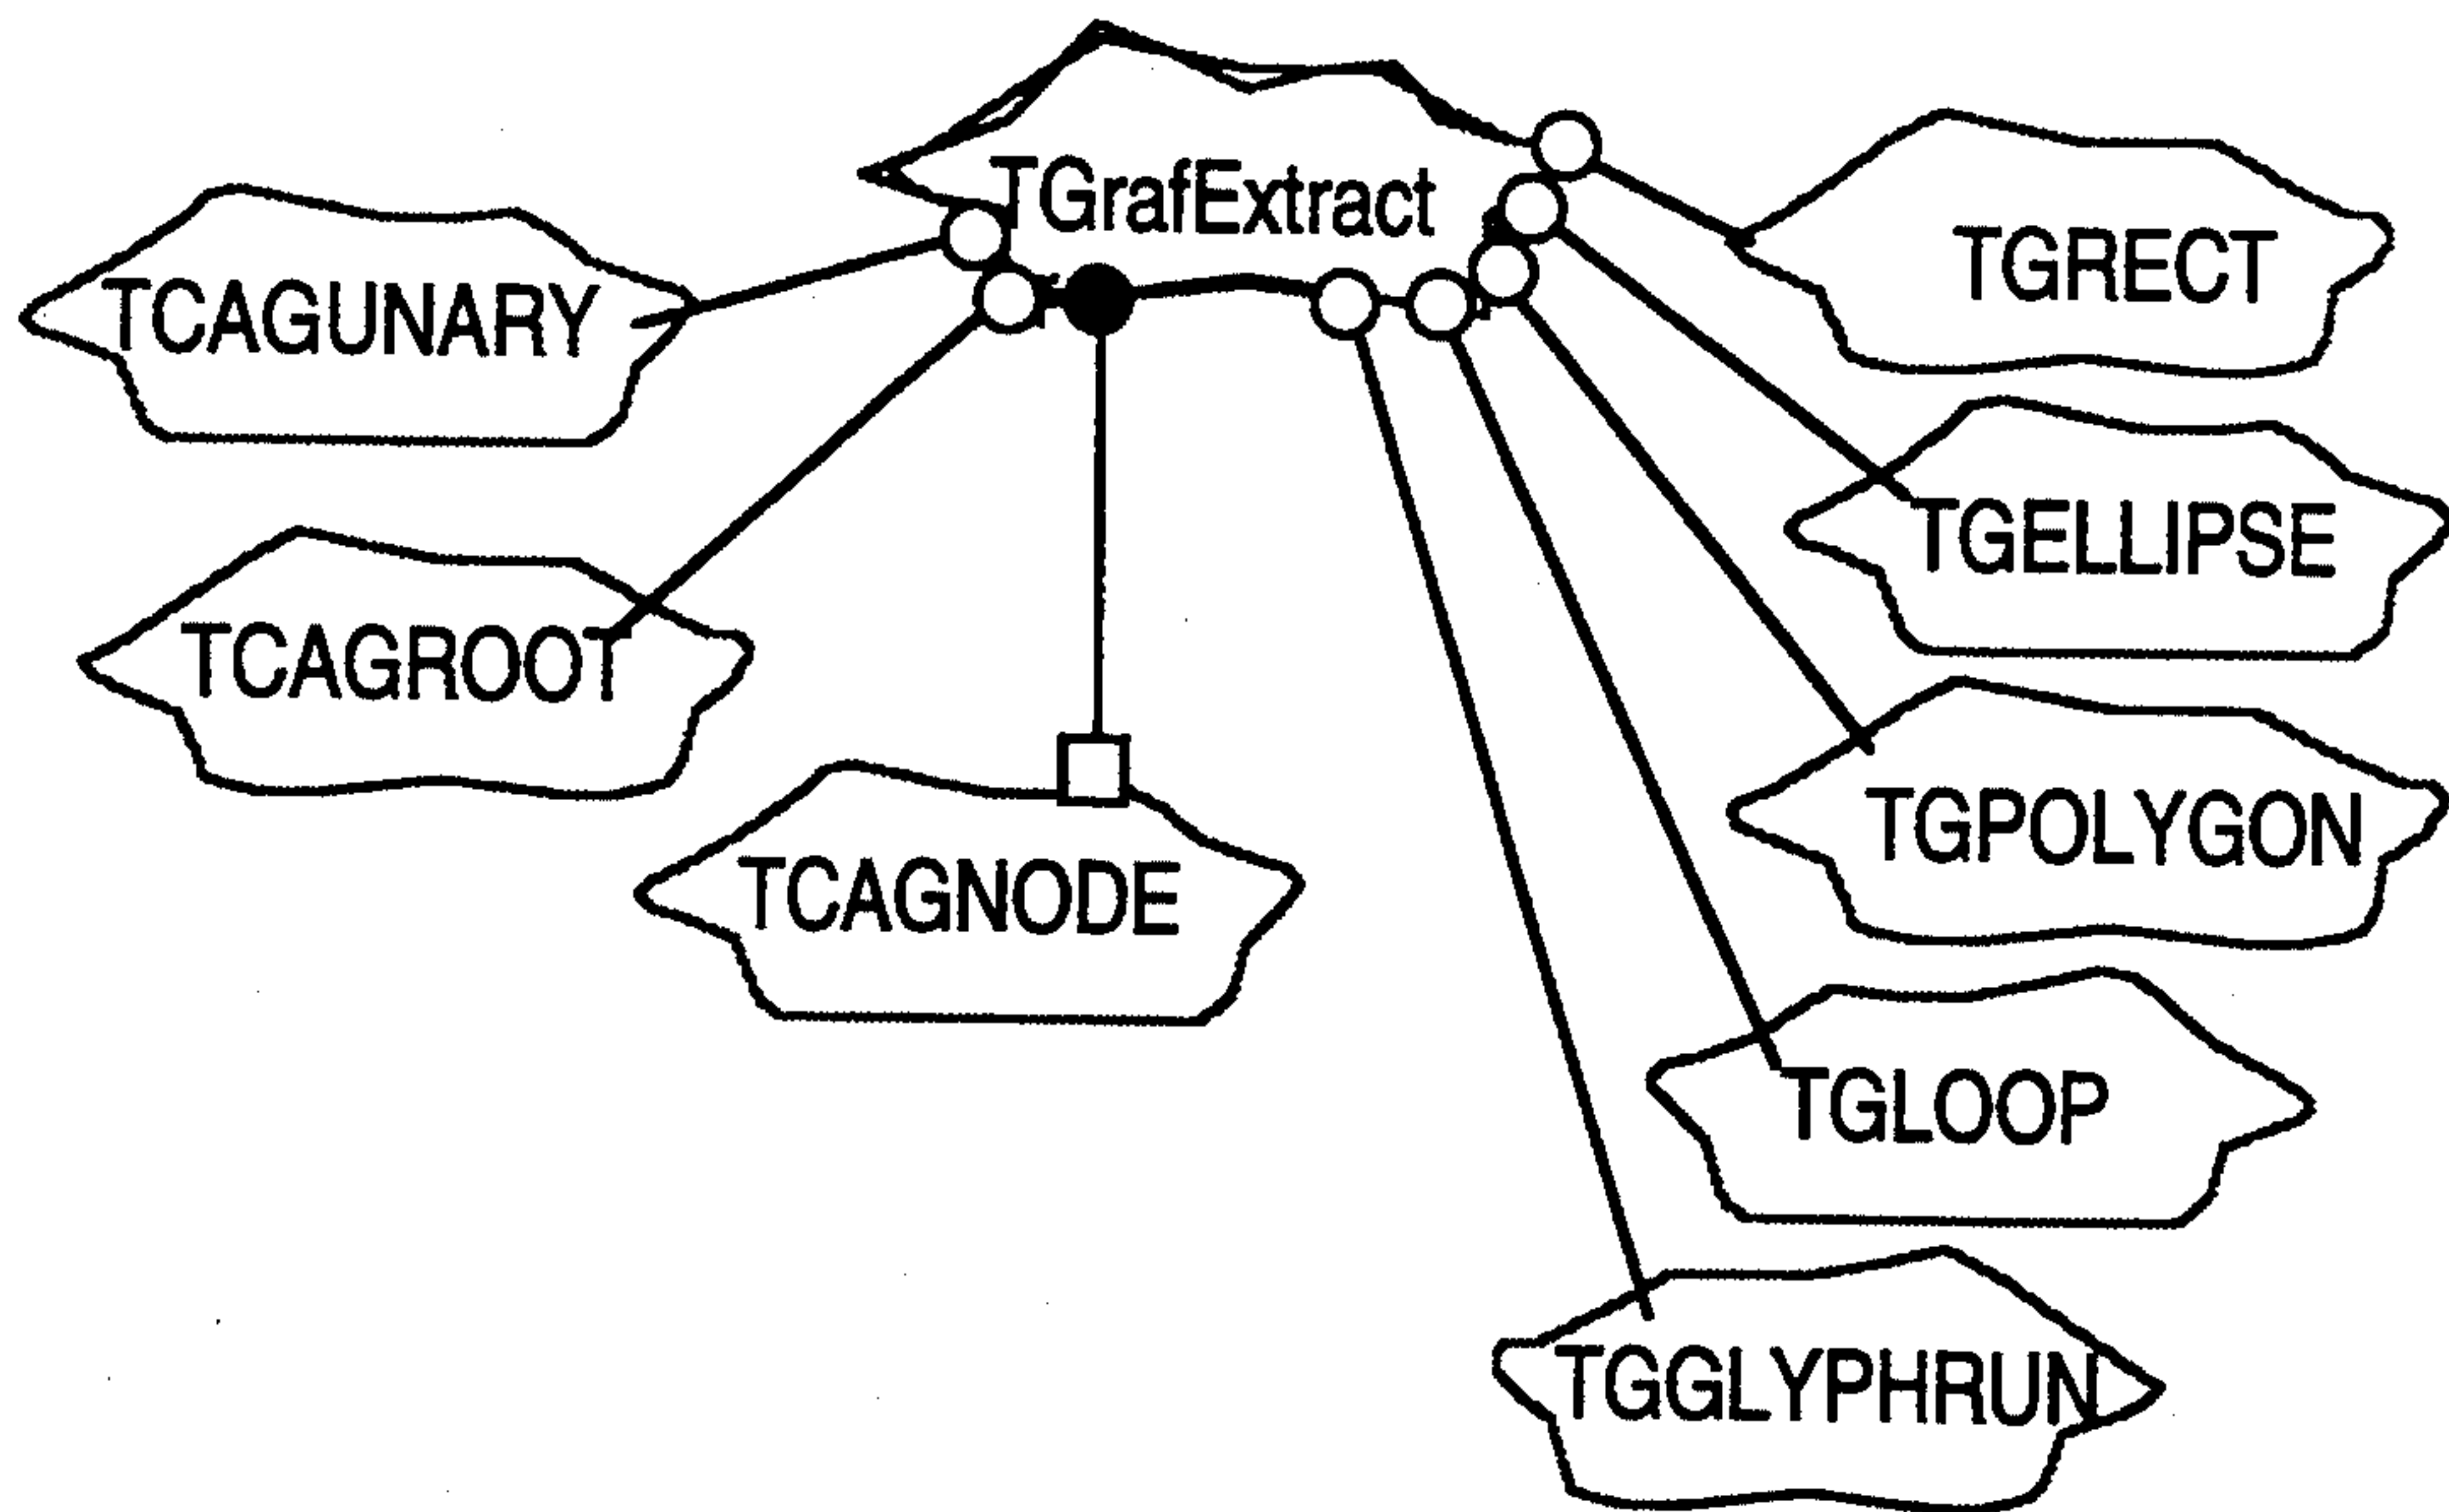 TGrafExtract
TCAGUNARY
TGRECT
TGELLIPSE
TCAGROOT
TGPOLYGON
TCAGNODE
TGLOOP
TGGLYPHRUN